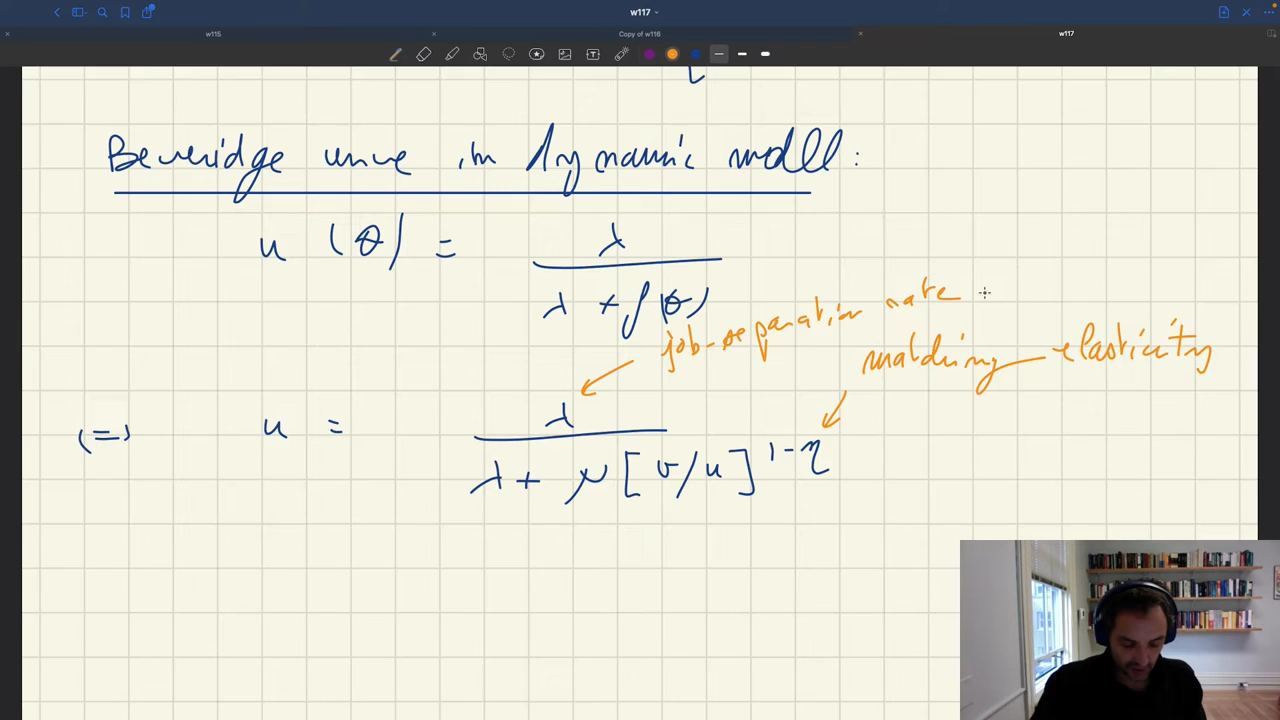 w117
w115
Copy of w116
w117
Beveridge curve in dynamic model:
u (θ) = λ / (λ + f(θ))
job-separation rate
matching elasticity
(=) u = λ / (λ + μ [v/u]^{1-η})